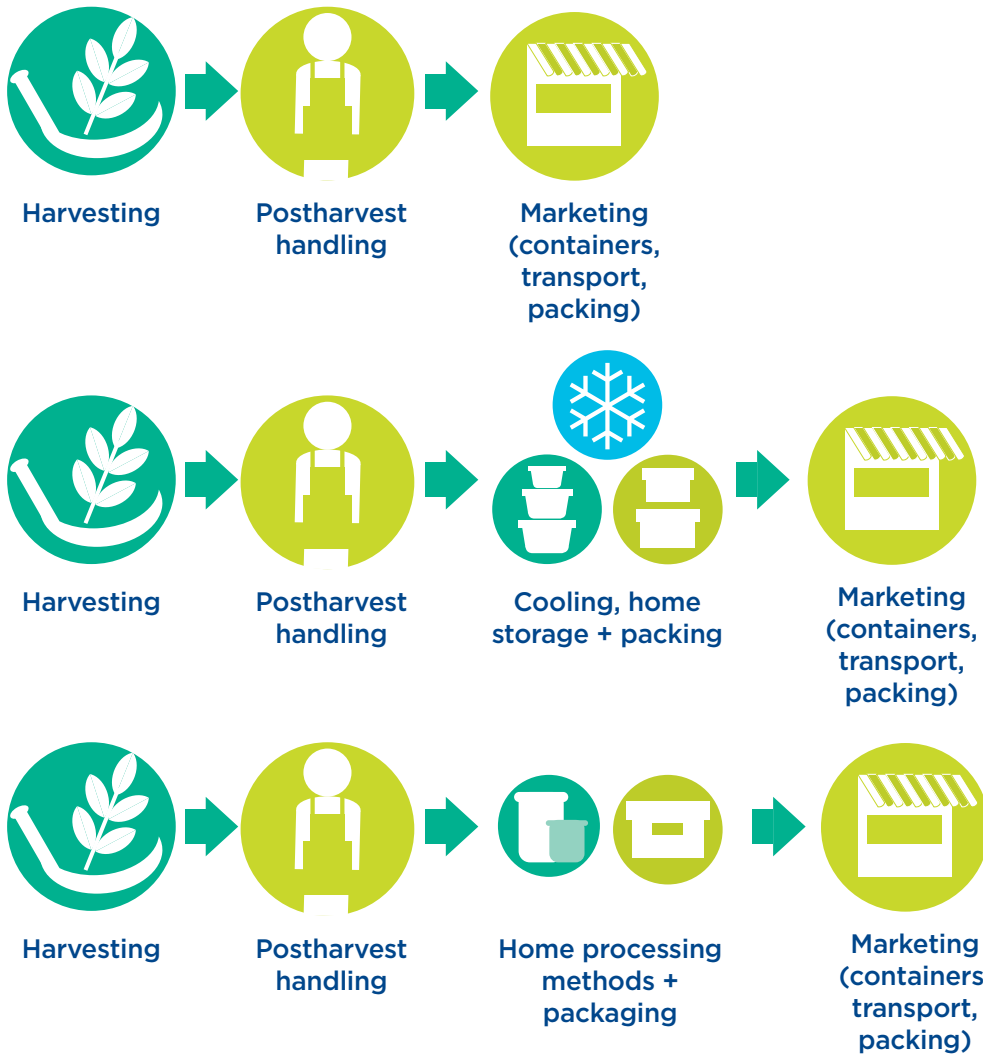 Harvesting
Postharvest
handling
Marketing
(containers,
transport,
packing)
Harvesting
Postharvest
handling
Cooling, home
storage + packing
Marketing
(containers,
transport,
packing)
Harvesting
Postharvest
handling
Home processing
methods +
packaging
Marketing
(containers
transport,
packing)